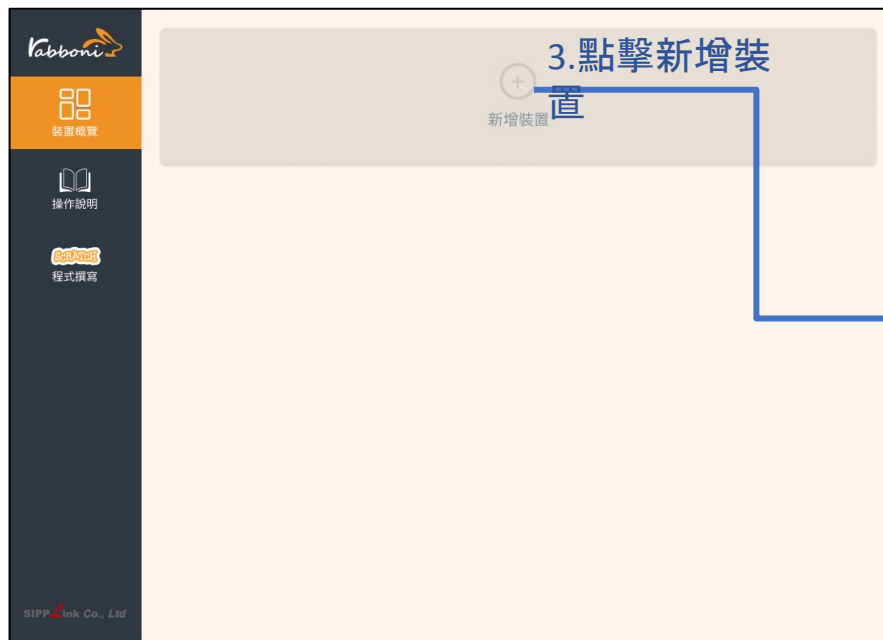 rabboni
裝置概覽
操作說明
SCRATCH
程式撰寫
SIPPLink Co., Ltd
3.點擊新增裝
置
新增裝置